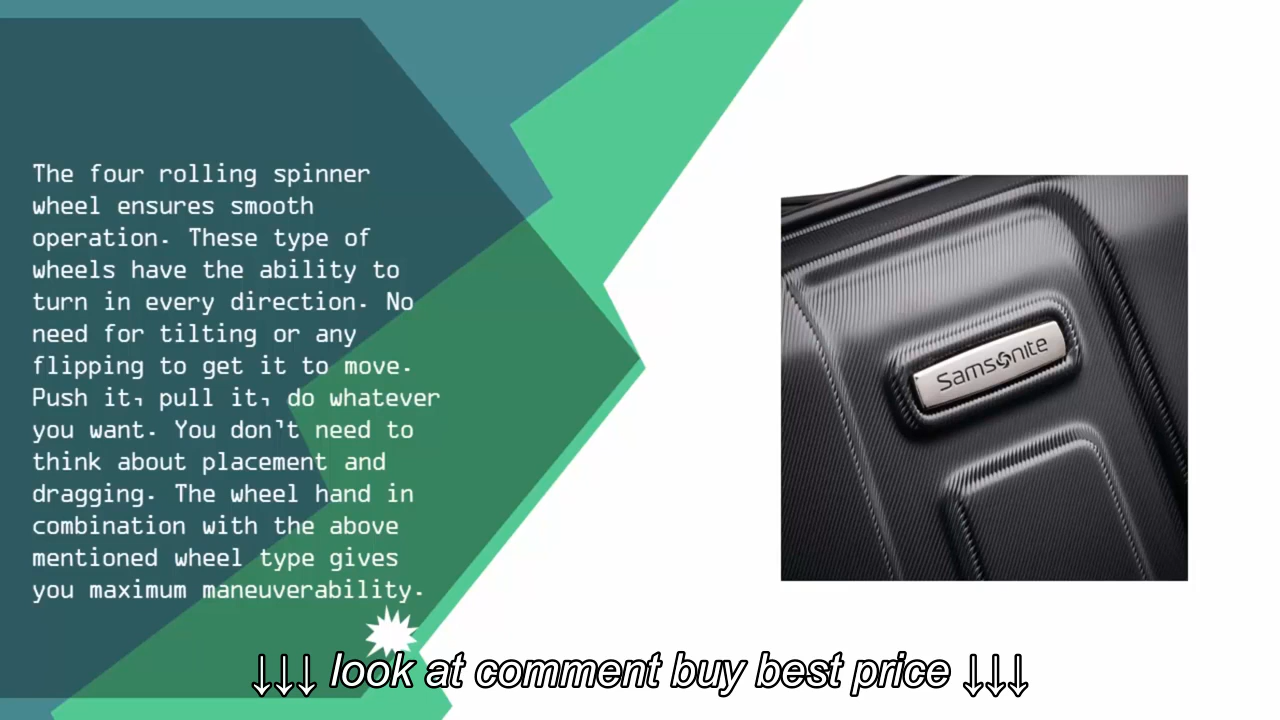 The four rolling spinner
wheel ensures smooth
operation. These type of
wheels have the ability to
turn in every direction. No
need for tilting or any
flipping to get it to move.
Push it, pull it, do whatever
you want. You don't need to
think about placement and
dragging. The wheel hand in
combination with the above
mentioned wheel type gives
you maximum maneuverability.
Samsonite
↓↓↓ look at comment buy best price ↓↓↓